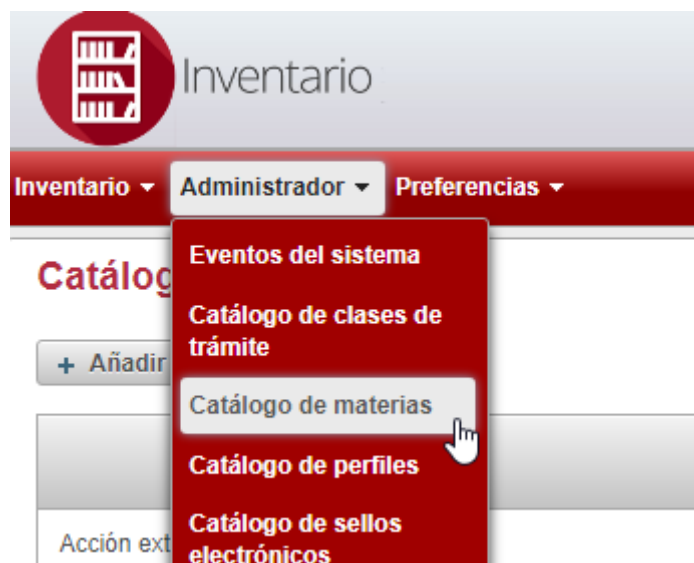 Inventario
Inventario Administrador Preferencias
Eventos del sistema
Catálog
Catálogo de clases de
trámite
+ Añadir
Catálogo de materias
Catálogo de perfiles
Catálogo de sellos
Acción ext
electrónicos